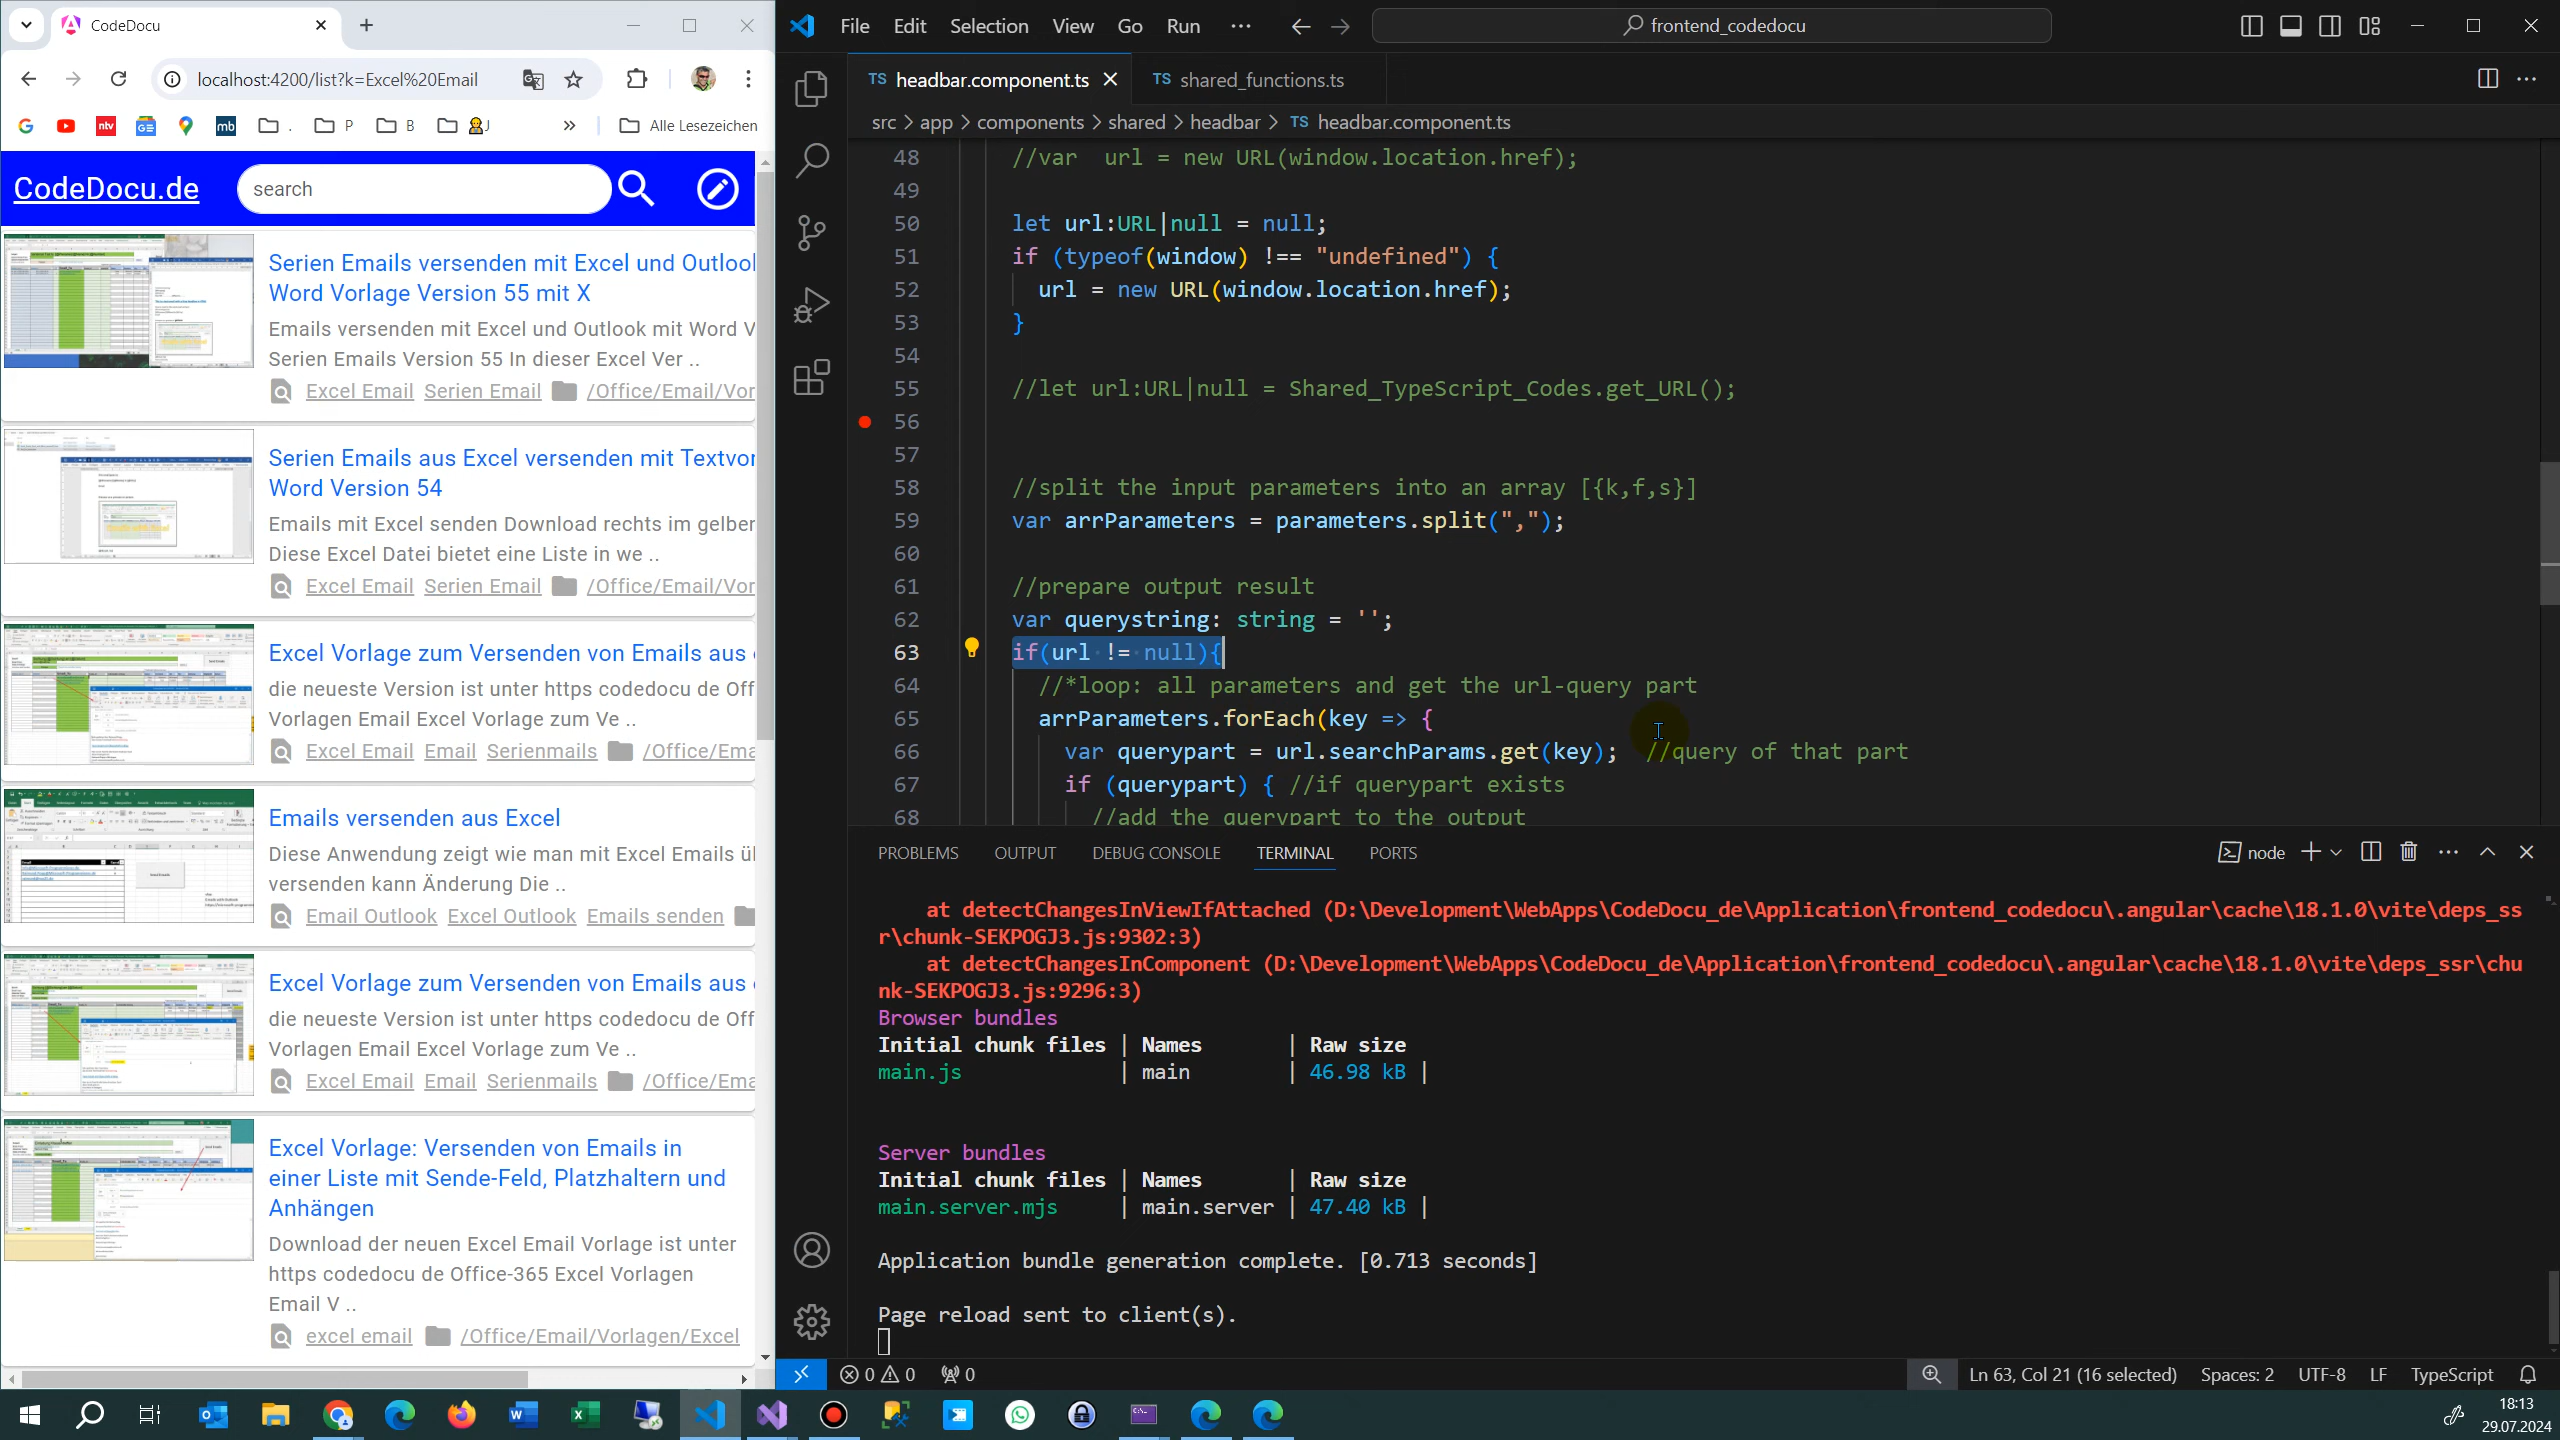 CodeDocu
localhost:4200/list?k=Excel%20Email
ntv
mb
.
P
B
J
»
Alle Lesezeichen
CodeDocu.de
search
Serien Emails versenden mit Excel und Outlool
Word Vorlage Version 55 mit X
Emails versenden mit Excel und Outlook mit Word V
Serien Emails Version 55 In dieser Excel Ver ..
Excel Email Serien Email /Office/Email/Vor
Serien Emails aus Excel versenden mit Textvor
Word Version 54
Emails mit Excel senden Download rechts im gelber
Diese Excel Datei bietet eine Liste in we ..
Excel Email Serien Email /Office/Email/Vor
Excel Vorlage zum Versenden von Emails aus
die neueste Version ist unter https codedocu de Off
Vorlagen Email Excel Vorlage zum Ve ..
Excel Email Email Serienmails /Office/Ema
Emails versenden aus Excel
Diese Anwendung zeigt wie man mit Excel Emails ül
versenden kann Änderung Die ..
Email Outlook Excel Outlook Emails senden
Excel Vorlage zum Versenden von Emails aus
die neueste Version ist unter https codedocu de Off
Vorlagen Email Excel Vorlage zum Ve ..
Excel Email Email Serienmails /Office/Ema
Excel Vorlage: Versenden von Emails in
einer Liste mit Sende-Feld, Platzhaltern und
Anhängen
Download der neuen Excel Email Vorlage ist unter
https codedocu de Office-365 Excel Vorlagen
Email V ..
excel email /Office/Email/Vorlagen/Excel
File Edit Selection View Go Run ··· frontend_codedocu
TS headbar.component.ts TS shared_functions.ts
src > app > components > shared > headbar > TS headbar.component.ts
48 //var  url = new URL(window.location.href);
49
50 let url:URL|null = null;
51 if (typeof(window) !== "undefined") {
52 url = new URL(window.location.href);
53 }
54
55 //let url:URL|null = Shared_TypeScript_Codes.get_URL();
56
57
58 //split the input parameters into an array [{k,f,s}]
59 var arrParameters = parameters.split(",");
60
61 //prepare output result
62 var querystring: string = '';
63 if(url != null){
64 //*loop: all parameters and get the url-query part
65 arrParameters.forEach(key => {
66 var querypart = url.searchParams.get(key);  //query of that part
67 if (querypart) { //if querypart exists
68 //add the querypart to the output
PROBLEMS OUTPUT DEBUG CONSOLE TERMINAL PORTS node
at detectChangesInViewIfAttached (D:\Development\WebApps\CodeDocu_de\Application\frontend_codedocu\.angular\cache\18.1.0\vite\deps_ss
r\chunk-SEKPOGJ3.js:9302:3)
at detectChangesInComponent (D:\Development\WebApps\CodeDocu_de\Application\frontend_codedocu\.angular\cache\18.1.0\vite\deps_ssr\chu
nk-SEKPOGJ3.js:9296:3)
Browser bundles
Initial chunk files | Names | Raw size
main.js | main | 46.98 kB |
Server bundles
Initial chunk files | Names | Raw size
main.server.mjs | main.server | 47.40 kB |
Application bundle generation complete. [0.713 seconds]
Page reload sent to client(s).
0 0 0 Ln 63, Col 21 (16 selected) Spaces: 2 UTF-8 LF TypeScript
18:13
29.07.2024